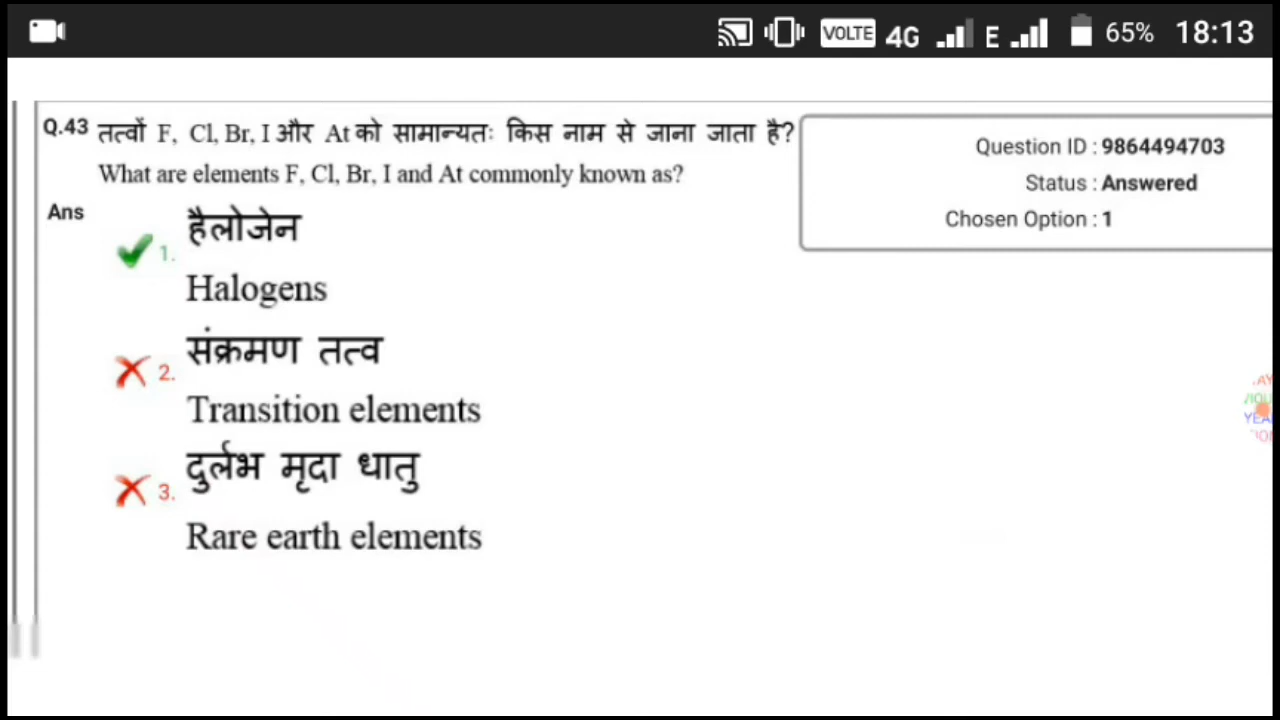 VOLTE 4G E 65% 18:13
Q.43 तत्वों F, Cl, Br, I और At को सामान्यतः किस नाम से जाना जाता है?
What are elements F, Cl, Br, I and At commonly known as?
Question ID : 9864494703
Status : Answered
Chosen Option : 1
Ans
हैलोजेन
1.
Halogens
संक्रमण तत्व
2.
Transition elements
दुर्लभ मृदा धातु
3.
Rare earth elements